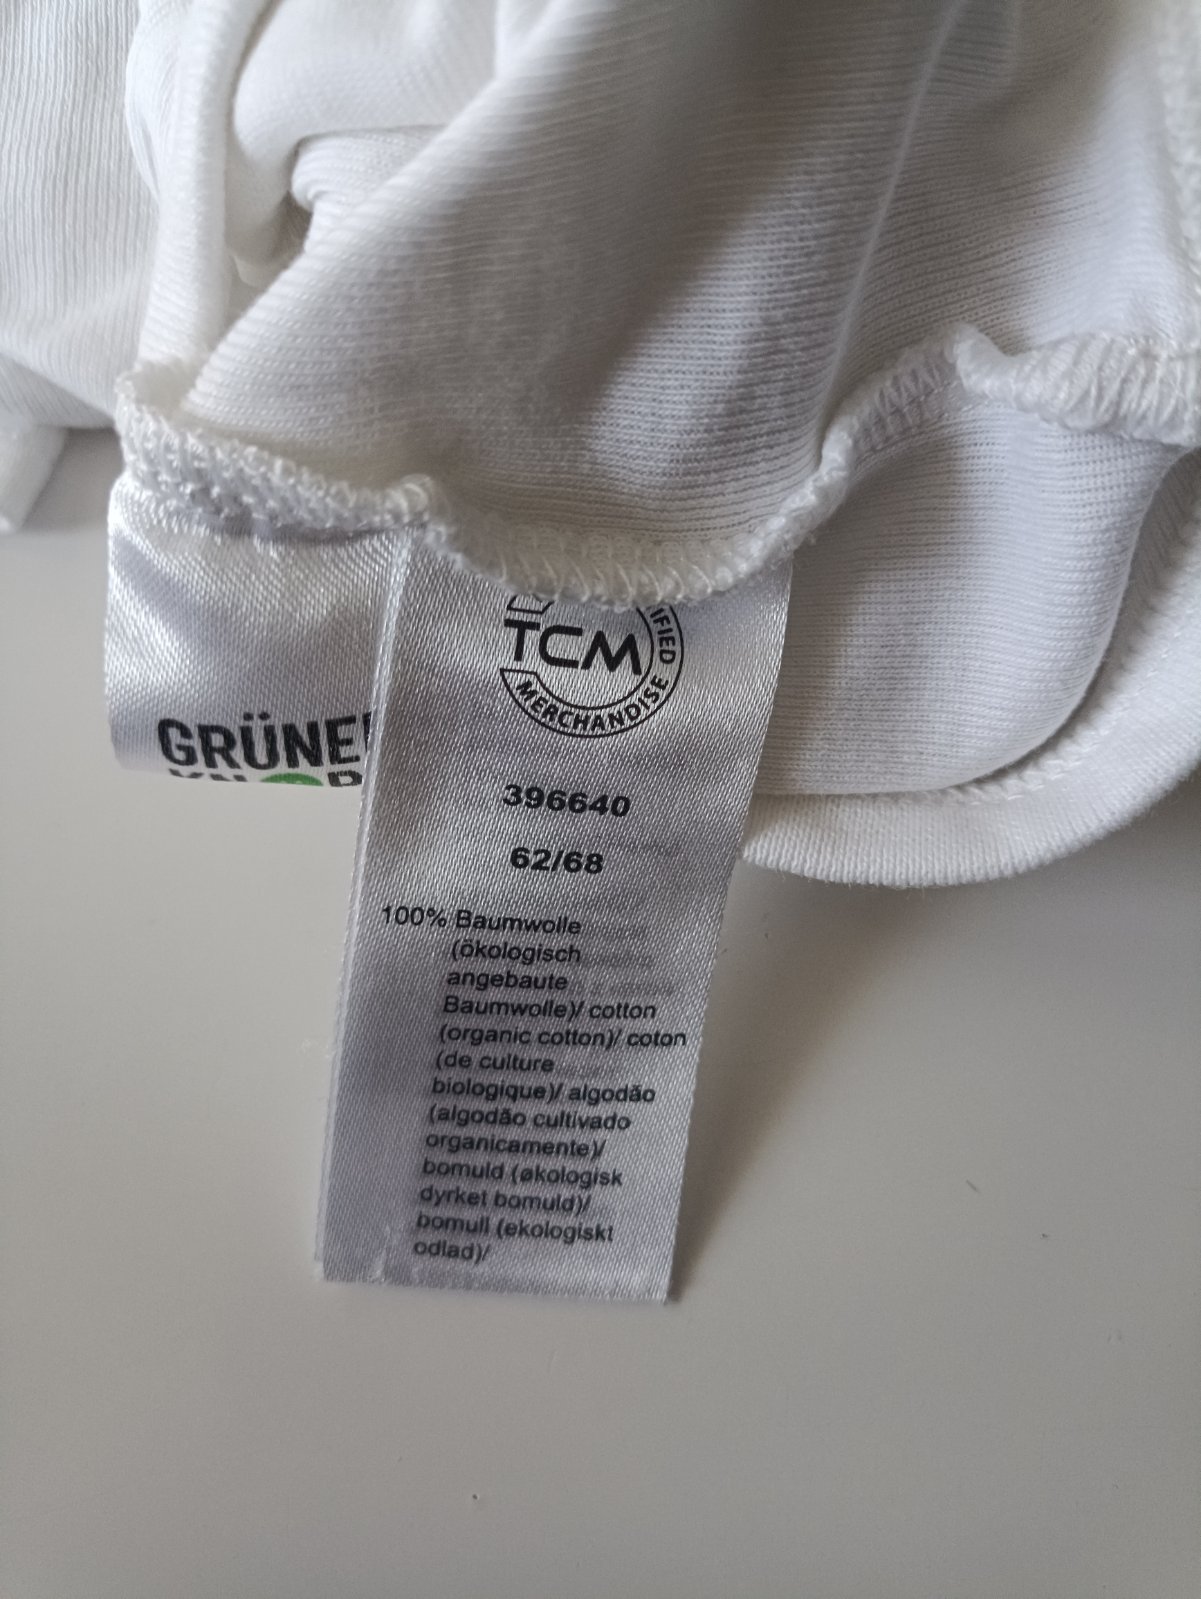 TCM
IFIED
MERCHANDISE
GRÜNE
396640
62/68
100% Baumwolle
(ökologisch
angebaute
Baumwolle)/ cotton
(organic cotton)/ coton
(de culture
biologique)/ algodão
(algodão cultivado
organicamente)/
bomuld (økologisk
dyrket bomuld)/
bomull (ekologiskt
odlad)/